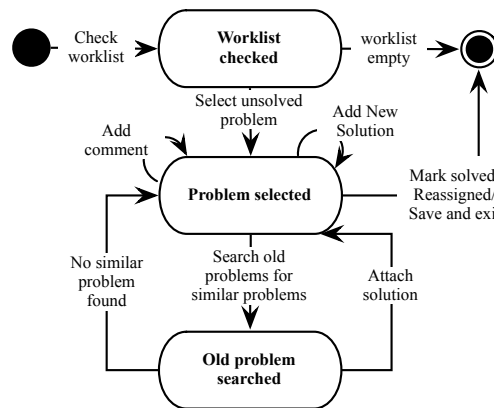 Check
worklist
Worklist
checked
worklist
empty
Select unsolved
problem
Add
comment
Add New
Solution
Problem selected
Mark solved
Reassigned/
Save and exi
No similar
problem
found
Search old
problems for
similar problems
Attach
solution
Old problem
searched